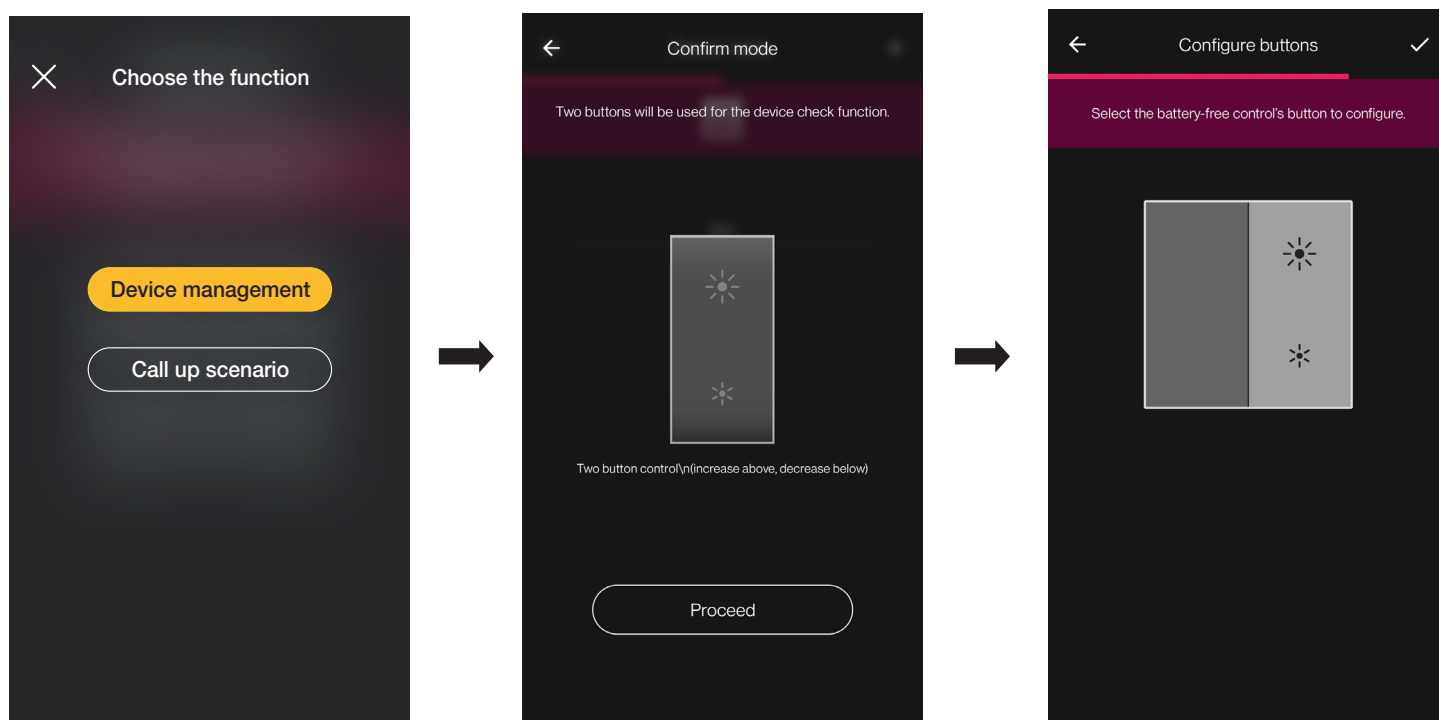 Choose the function
Device management
Call up scenario
Confirm mode
Two buttons will be used for the device check function.
Two button control\n(increase above, decrease below)
Proceed
Configure buttons
Select the battery-free control's button to configure.